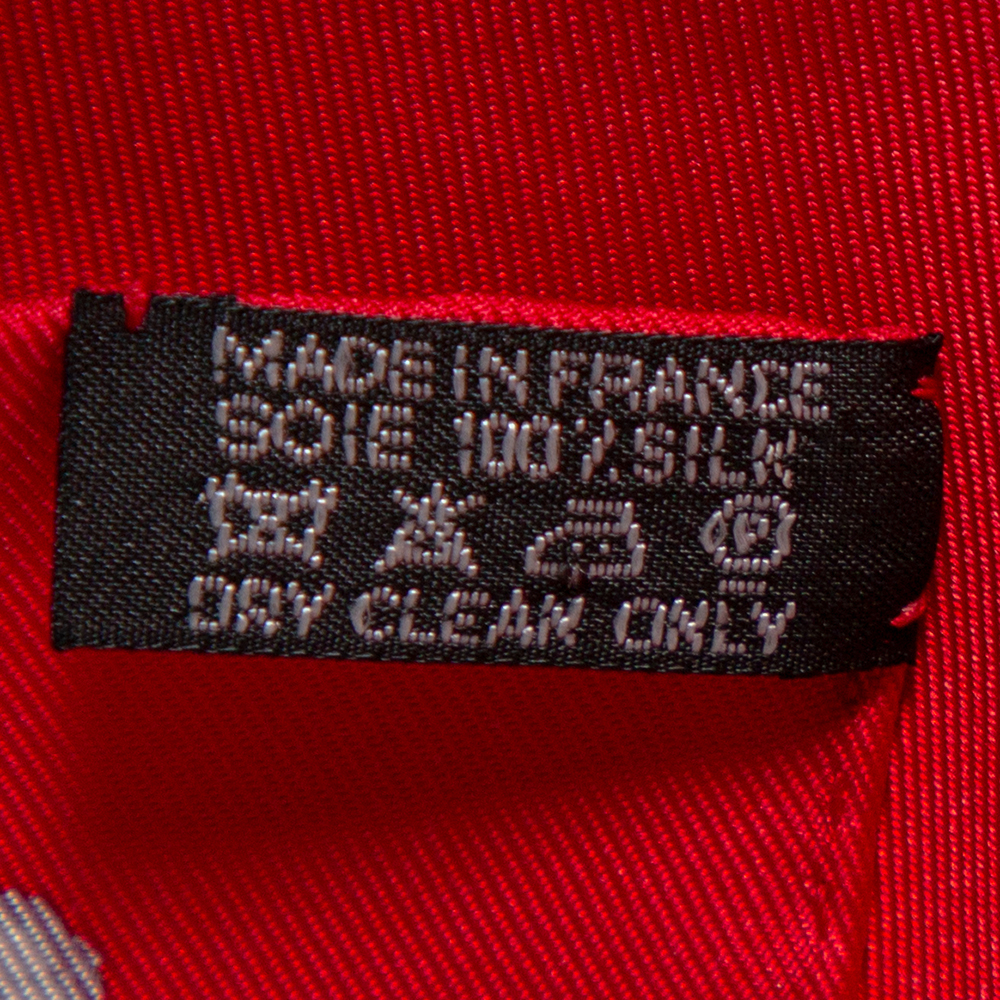 MADE IN FRANCE
SOIE 100% SILK
DRY CLEAN ONLY